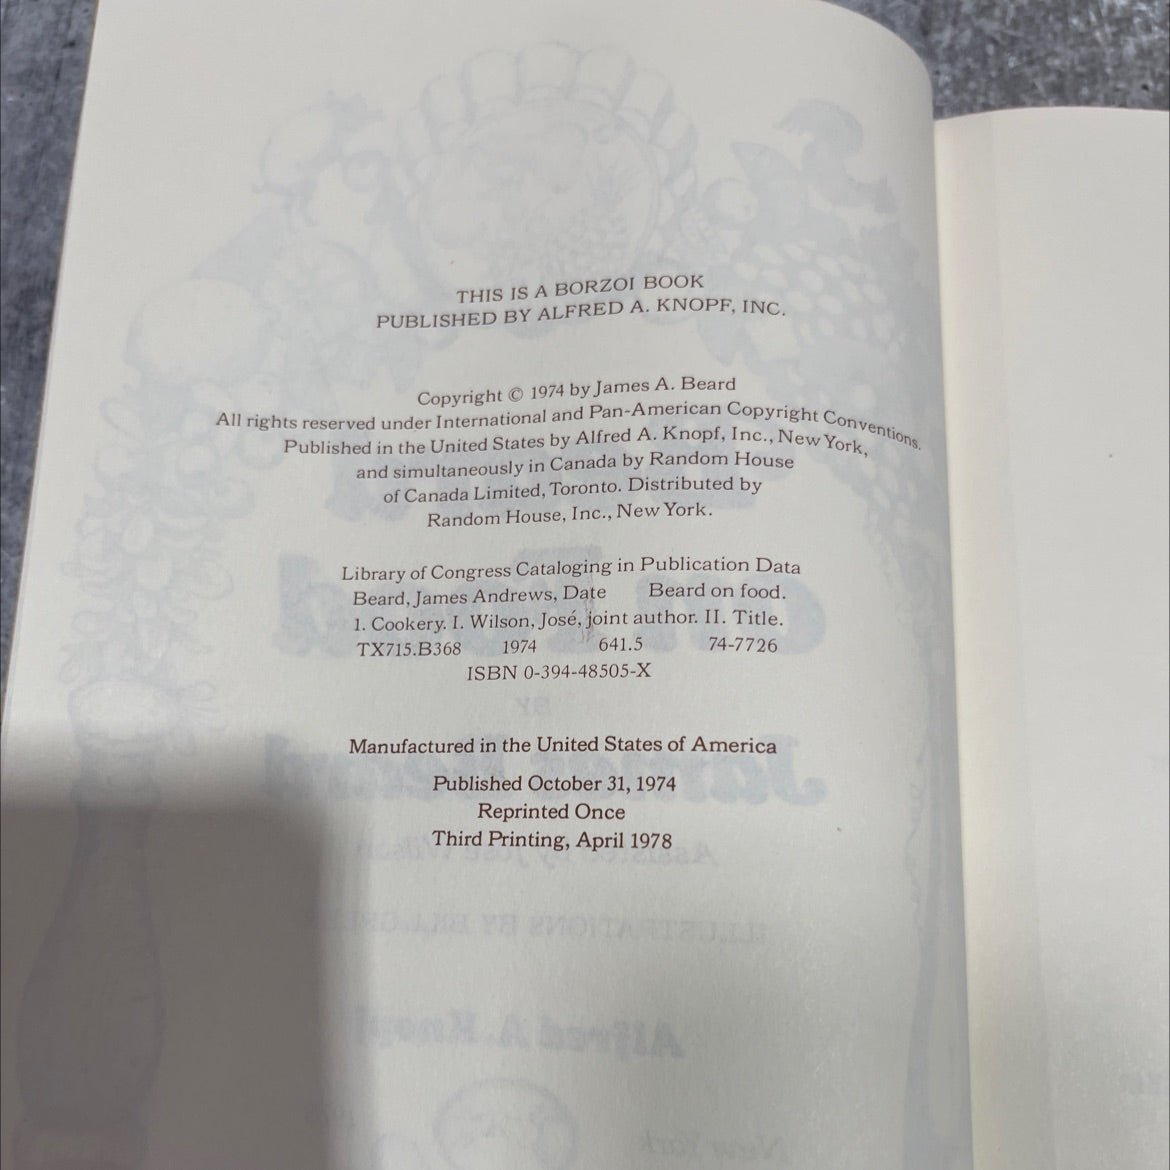 THIS IS A BORZOI BOOK
PUBLISHED BY ALFRED A. KNOPF, INC.
Copyright © 1974 by James A. Beard
All rights reserved under International and Pan-American Copyright Conventions.
Published in the United States by Alfred A. Knopf, Inc., New York,
and simultaneously in Canada by Random House
of Canada Limited, Toronto. Distributed by
Random House, Inc., New York.
Library of Congress Cataloging in Publication Data
Beard, James Andrews, Date Beard on food.
1. Cookery. I. Wilson, José, joint author. II. Title.
TX715.B368 1974 641.5 74-7726
ISBN 0-394-48505-X
Manufactured in the United States of America
Published October 31, 1974
Reprinted Once
Third Printing, April 1978